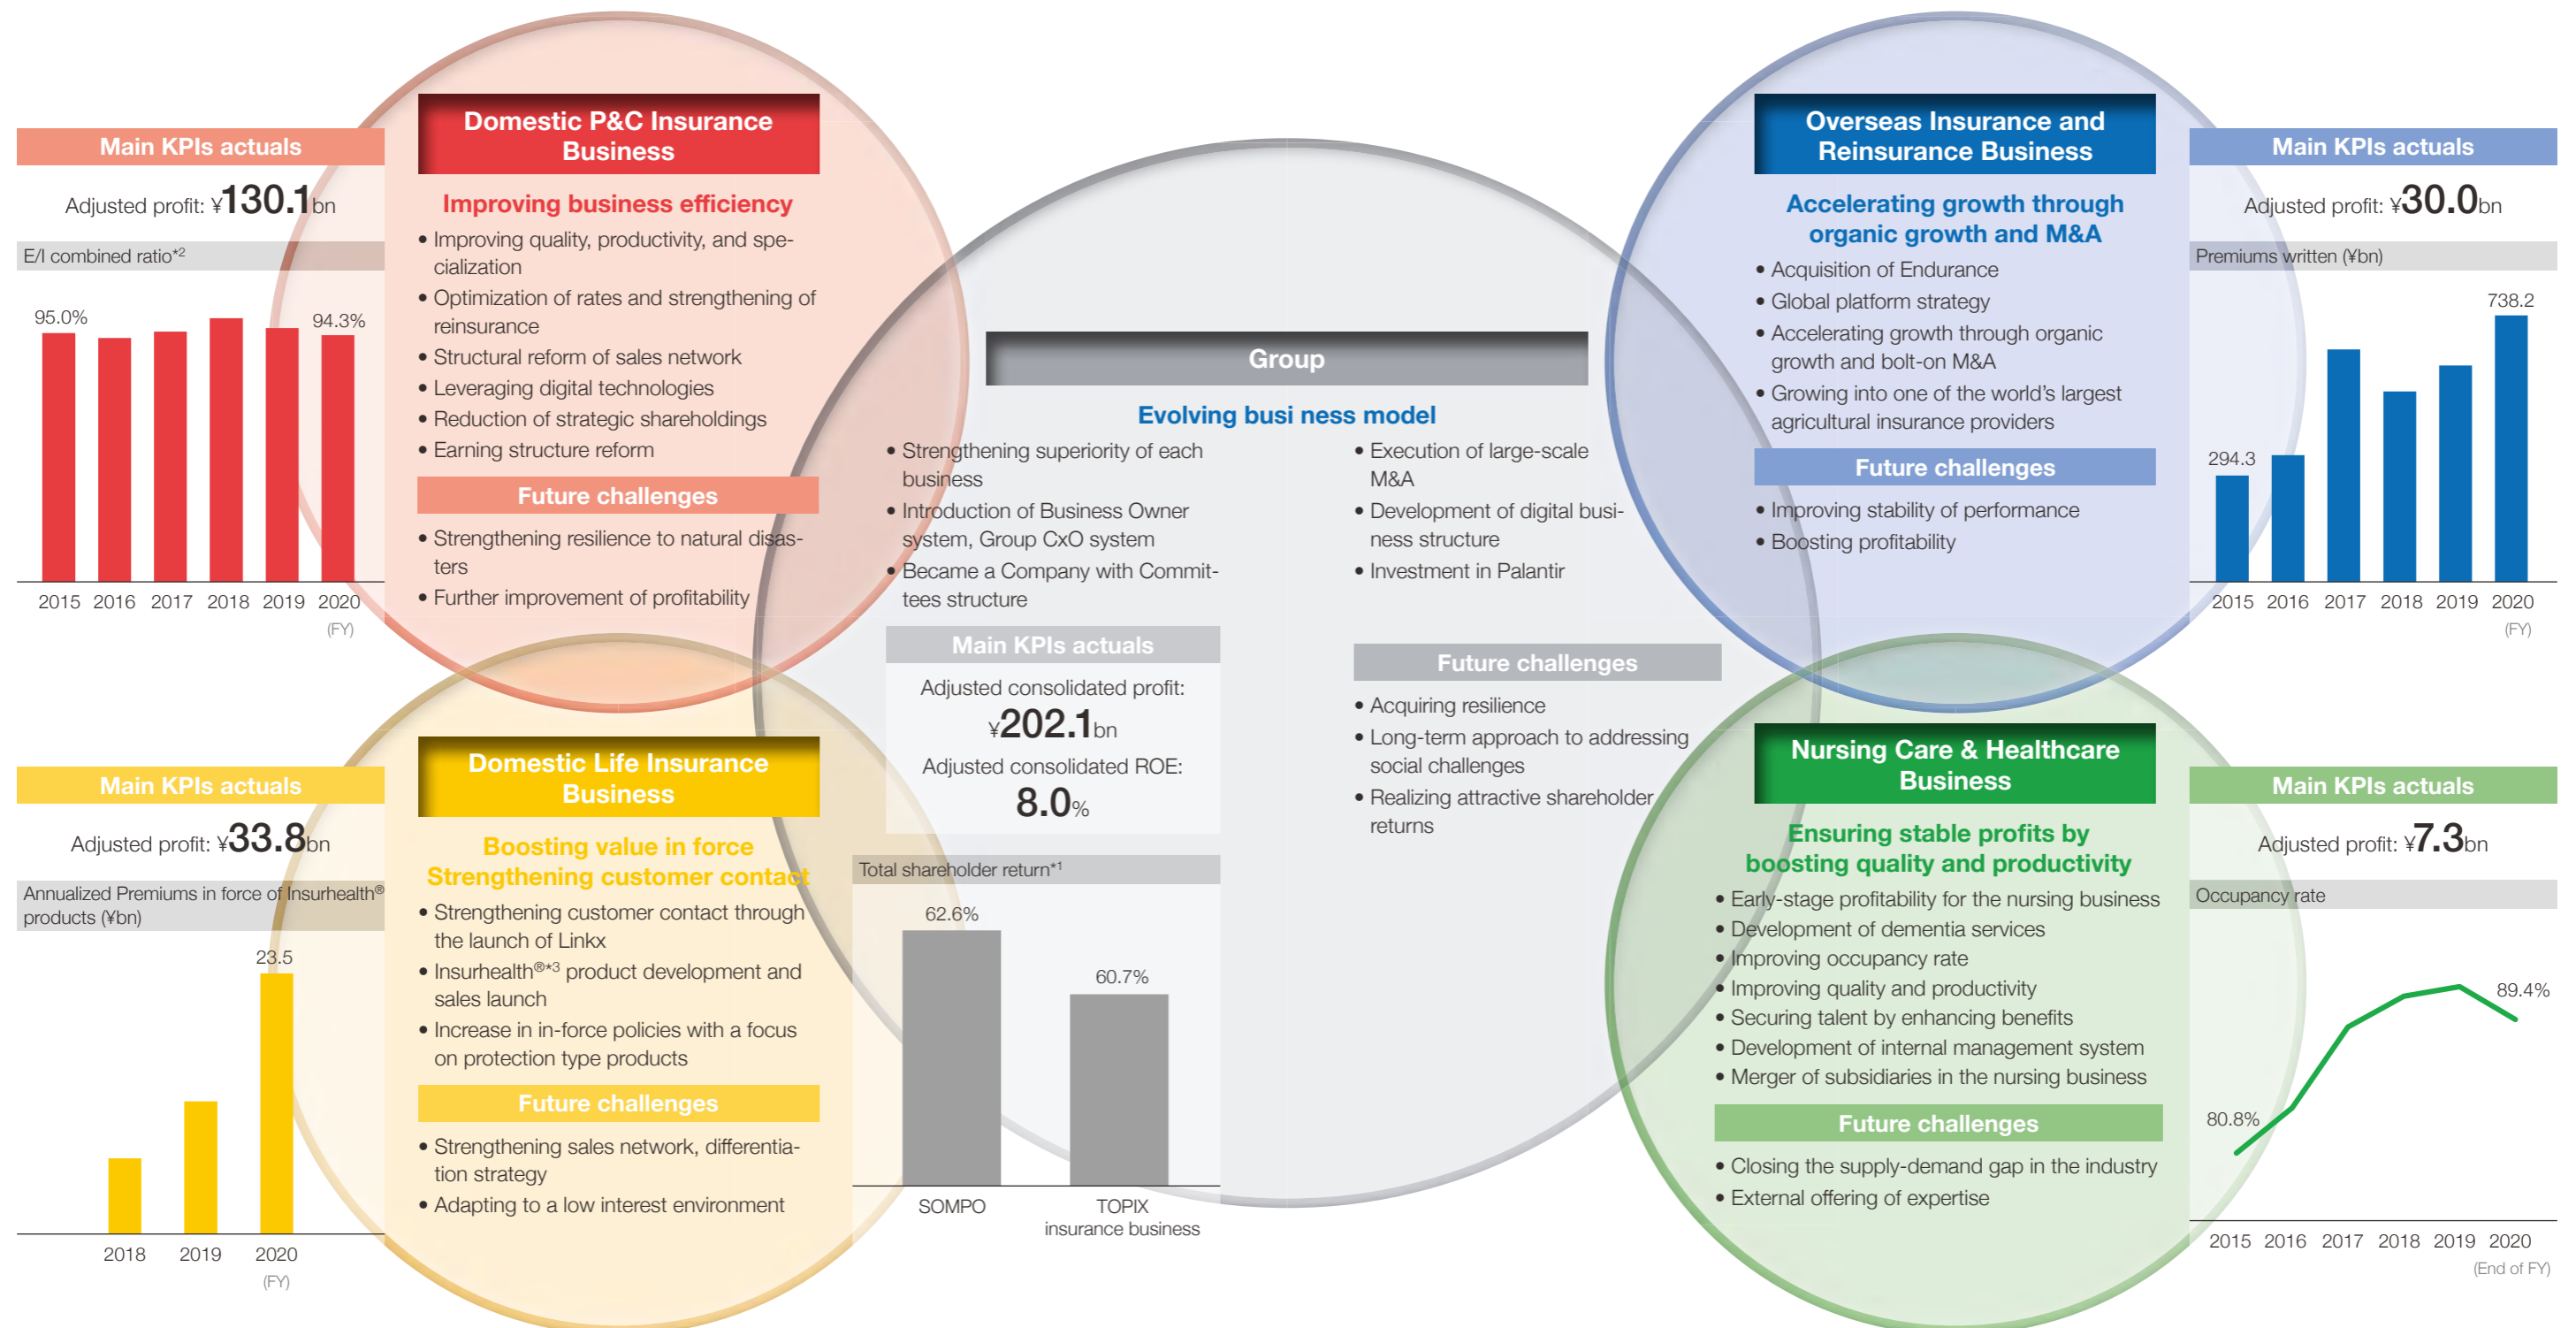 Main KPIs actuals
Adjusted profit: ¥130.1bn
E/I combined ratio*2
95.0%
94.3%
2015 2016 2017 2018 2019 2020
(FY)
Domestic P&C Insurance
Business
Improving business efficiency
• Improving quality, productivity, and spe-
cialization
• Optimization of rates and strengthening of
reinsurance
• Structural reform of sales network
• Leveraging digital technologies
• Reduction of strategic shareholdings
• Earning structure reform
Future challenges
• Strengthening resilience to natural disas-
ters
• Further improvement of profitability
Main KPIs actuals
Adjusted profit: ¥33.8bn
Annualized Premiums in force of Insurhealth®
products (¥bn)
23.5
2018 2019 2020
(FY)
Domestic Life Insurance
Business
Boosting value in force
Strengthening customer contact
• Strengthening customer contact through
the launch of Linkx
• Insurhealth®*3 product development and
sales launch
• Increase in in-force policies with a focus
on protection type products
Future challenges
• Strengthening sales network, differentia-
tion strategy
• Adapting to a low interest environment
Group
Evolving busi ness model
• Strengthening superiority of each
business
• Introduction of Business Owner
system, Group CxO system
• Became a Company with Commit-
tees structure
• Execution of large-scale
M&A
• Development of digital busi-
ness structure
• Investment in Palantir
Main KPIs actuals
Adjusted consolidated profit:
¥202.1bn
Adjusted consolidated ROE:
8.0%
Total shareholder return*1
62.6%
60.7%
SOMPO
TOPIX
insurance business
Future challenges
• Acquiring resilience
• Long-term approach to addressing
social challenges
• Realizing attractive shareholder
returns
Overseas Insurance and
Reinsurance Business
Accelerating growth through
organic growth and M&A
• Acquisition of Endurance
• Global platform strategy
• Accelerating growth through organic
growth and bolt-on M&A
• Growing into one of the world's largest
agricultural insurance providers
Future challenges
• Improving stability of performance
• Boosting profitability
Main KPIs actuals
Adjusted profit: ¥30.0bn
Premiums written (¥bn)
738.2
294.3
2015 2016 2017 2018 2019 2020
(FY)
Nursing Care & Healthcare
Business
Ensuring stable profits by
boosting quality and productivity
• Early-stage profitability for the nursing business
• Development of dementia services
• Improving occupancy rate
• Improving quality and productivity
• Securing talent by enhancing benefits
• Development of internal management system
• Merger of subsidiaries in the nursing business
Future challenges
• Closing the supply-demand gap in the industry
• External offering of expertise
Main KPIs actuals
Adjusted profit: ¥7.3bn
Occupancy rate
89.4%
80.8%
2015 2016 2017 2018 2019 2020
(End of FY)